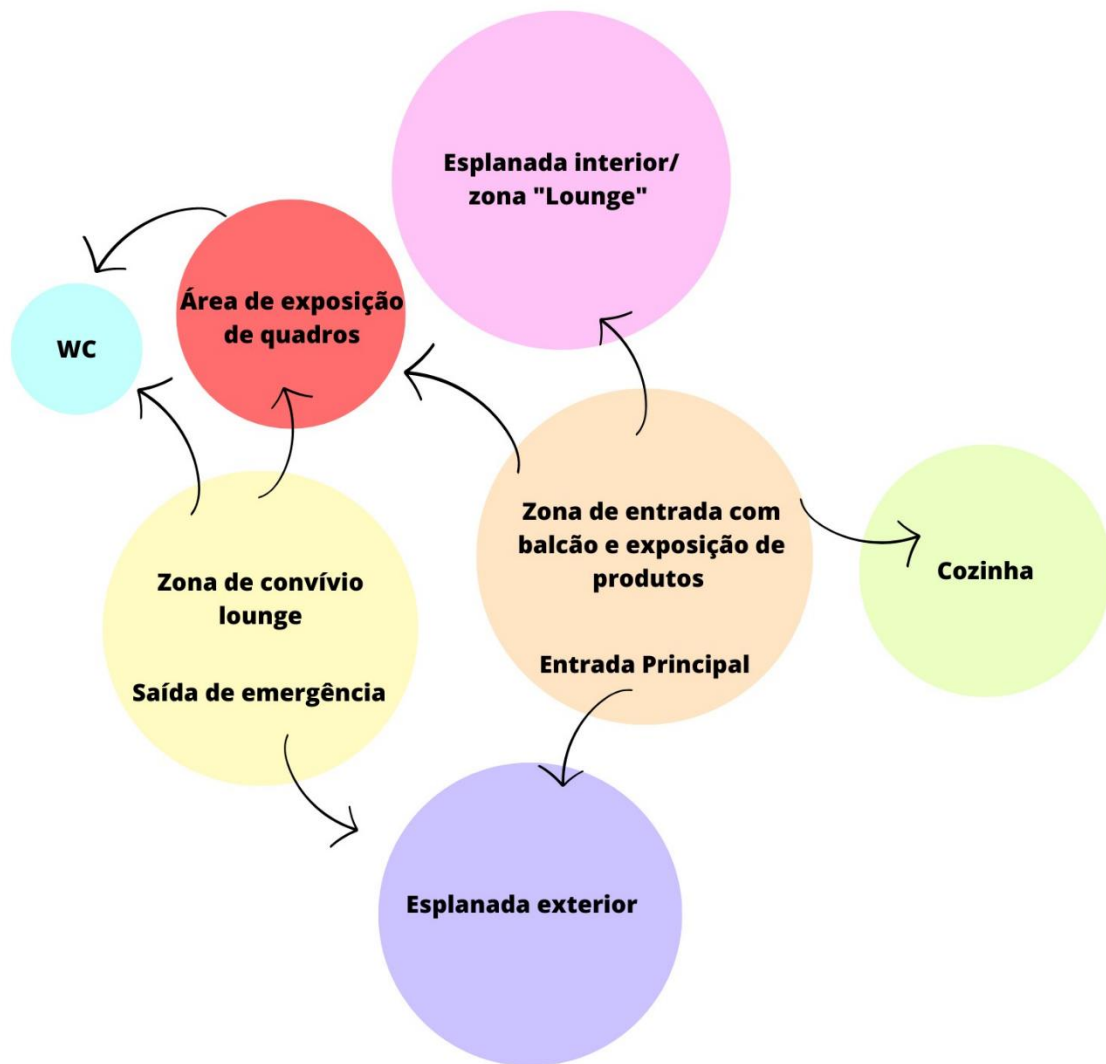 Esplanada interior/
zona "Lounge"
Área de exposição
de quadros
WC
Zona de entrada com
balcão e exposição de
produtos
Entrada Principal
Cozinha
Zona de convívio
lounge
Saída de emergência
Esplanada exterior